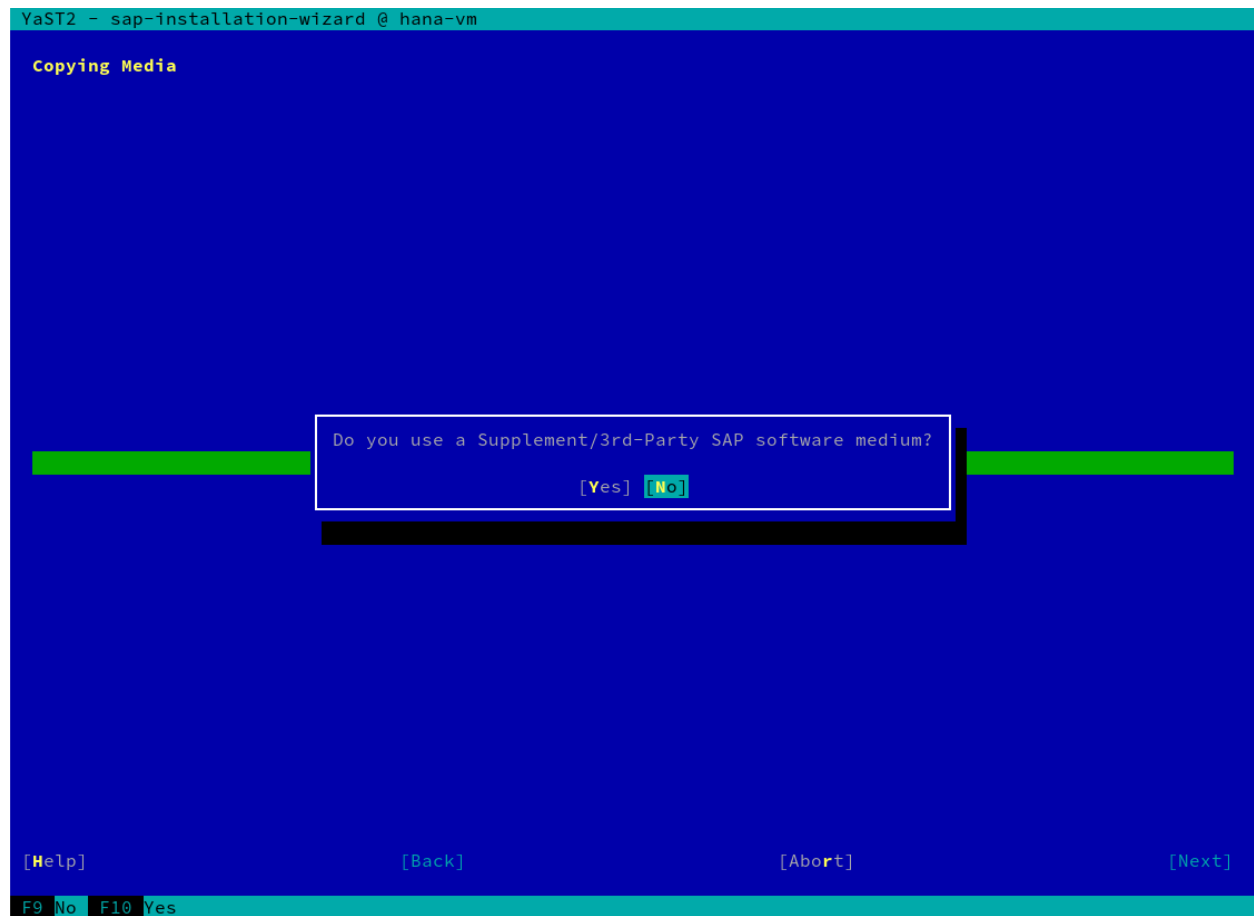 YaST2 - sap-installation-wizard @ hana-vm
Copying Media
Do you use a Supplement/3rd-Party SAP software medium?
[Yes] [No]
[Help] [Back] [Abort] [Next]
F9 No F10 Yes